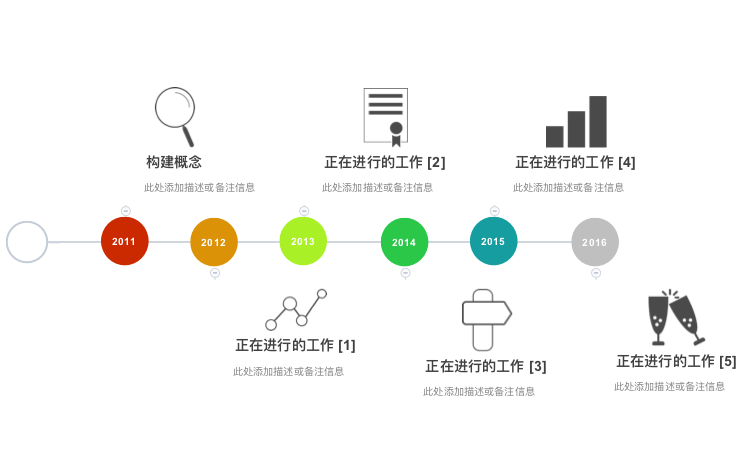 构建概念
此处添加描述或备注信息
正在进行的工作 [2]
此处添加描述或备注信息
正在进行的工作 [4]
此处添加描述或备注信息
2011
2012
2013
2014
2015
2016
正在进行的工作 [1]
此处添加描述或备注信息
正在进行的工作 [3]
此处添加描述或备注信息
正在进行的工作 [5]
此处添加描述或备注信息